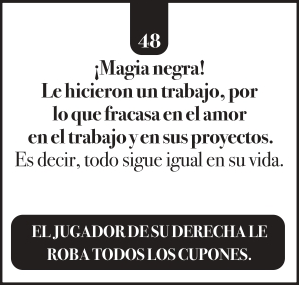 48
¡Magia negra!
Le hicieron un trabajo, por
lo que fracasa en el amor
en el trabajo y en sus proyectos.
Es decir, todo sigue igual en su vida.
EL JUGADOR DE SU DERECHA LE
ROBA TODOS LOS CUPONES.